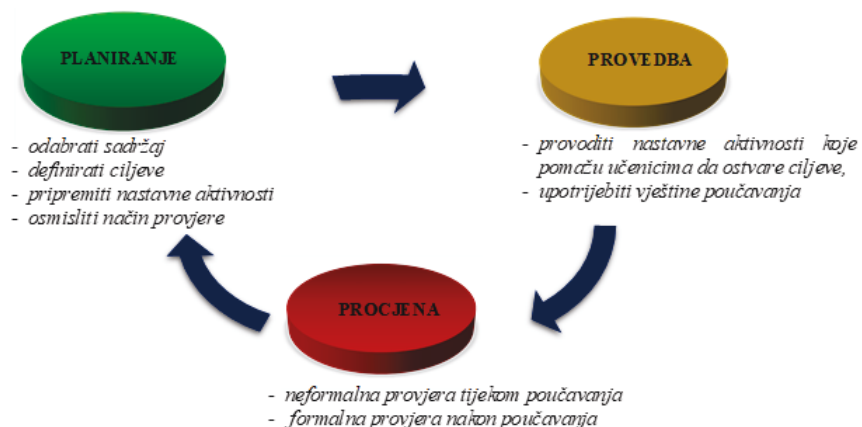 PLANIRANJE
- odabrati sadržaj
- definirati ciljeve
- pripremiti nastavne aktivnosti
- osmisliti način provjere
PROVEDBA
- provoditi nastavne aktivnosti koje
pomažu učenicima da ostvare ciljeve,
- upotrijebiti vještine poučavanja
PROCJENA
- neformalna provjera tijekom poučavanja
- formalna provjera nakon poučavanja